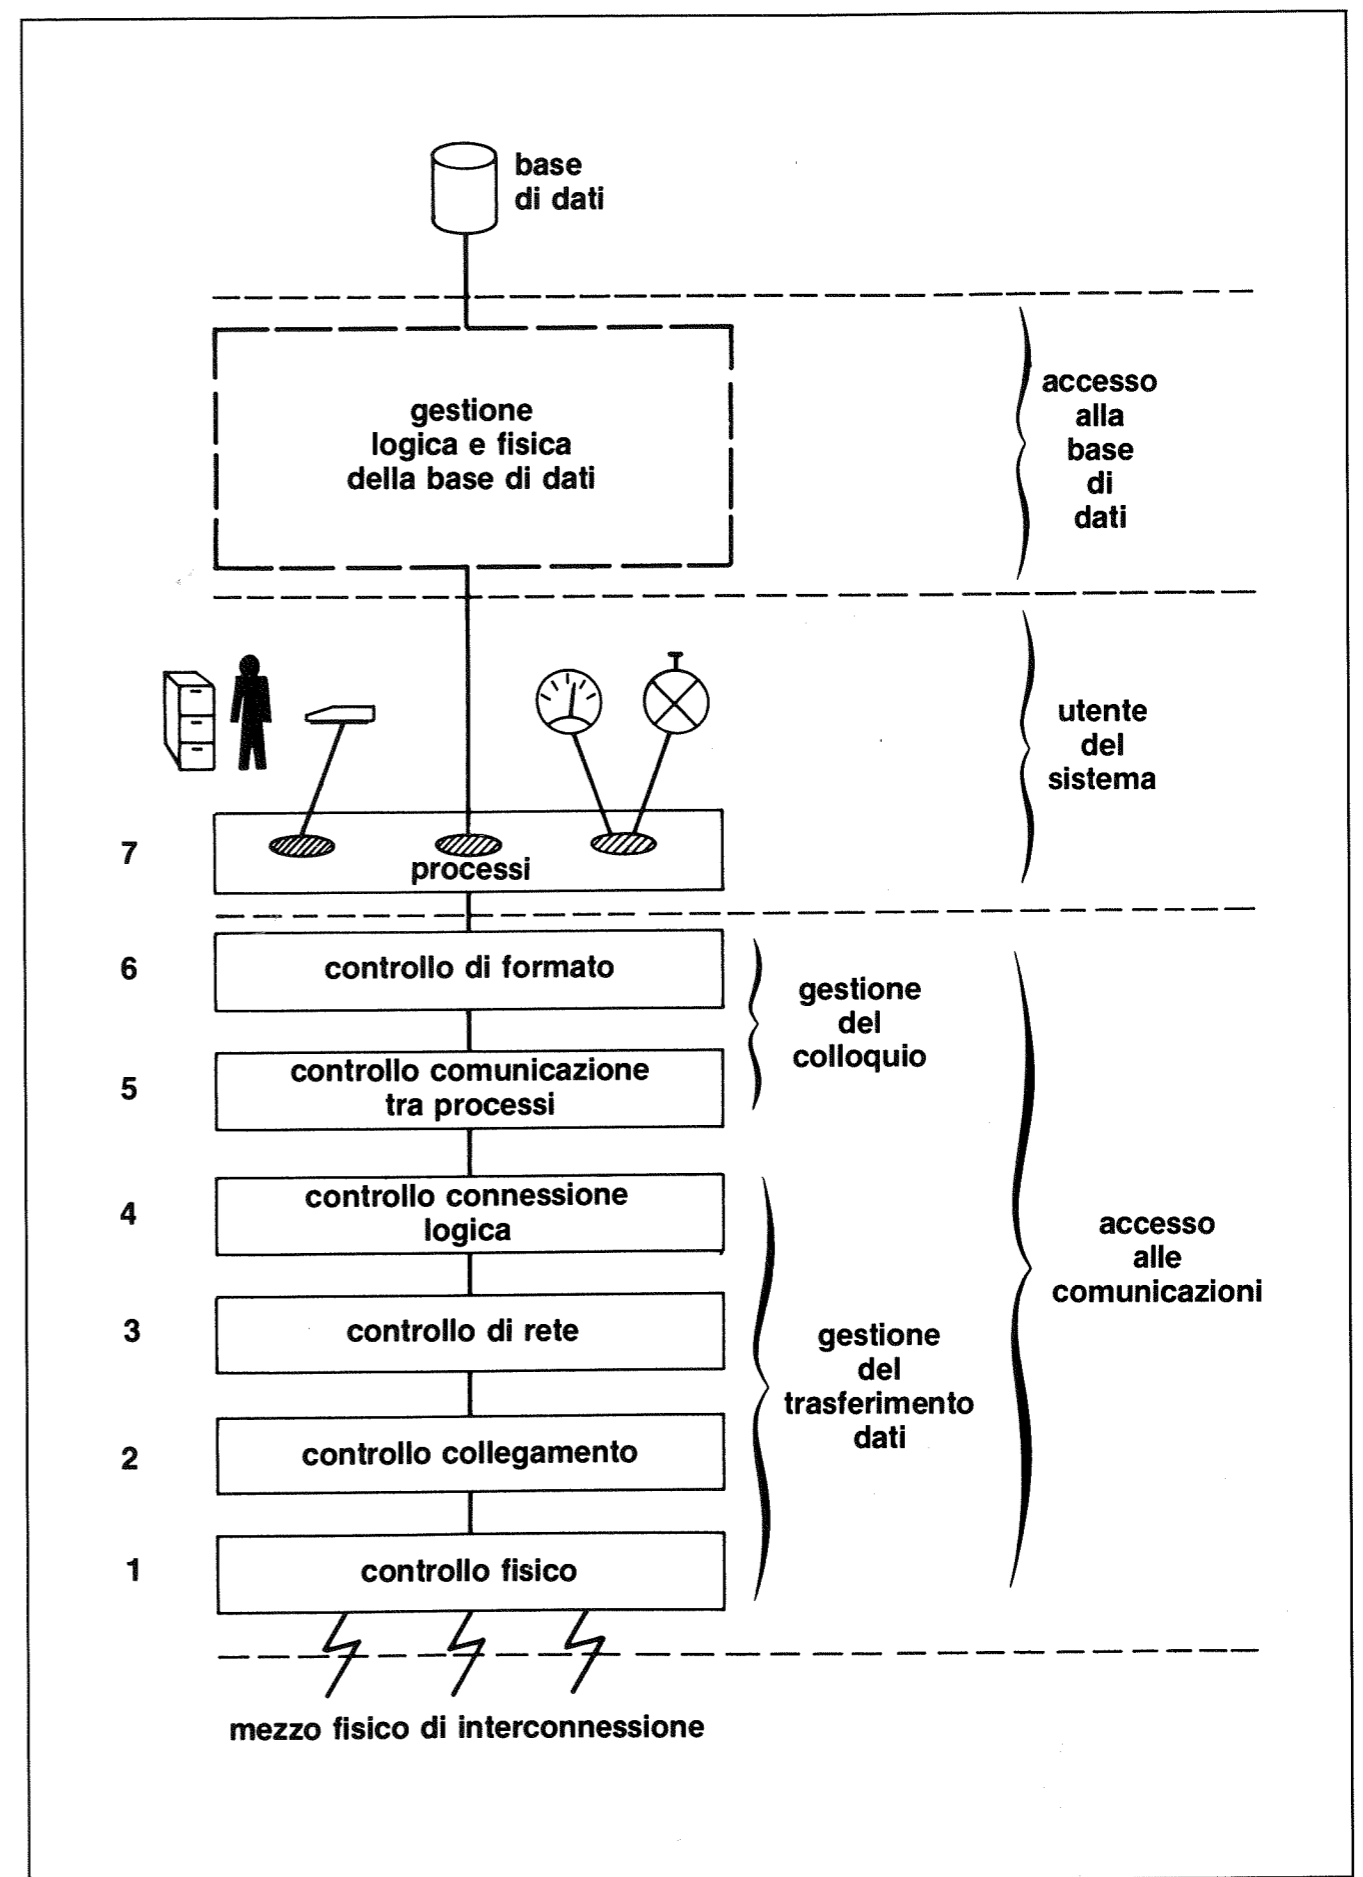 base
di dati
gestione
logica e fisica
della base di dati
accesso
alla
base
di
dati
utente
del
sistema
7
processi
6
controllo di formato
gestione
del
colloquio
5
controllo comunicazione
tra processi
4
controllo connessione
logica
accesso
alle
comunicazioni
3
controllo di rete
gestione
del
trasferimento
dati
2
controllo collegamento
1
controllo fisico
mezzo fisico di interconnessione